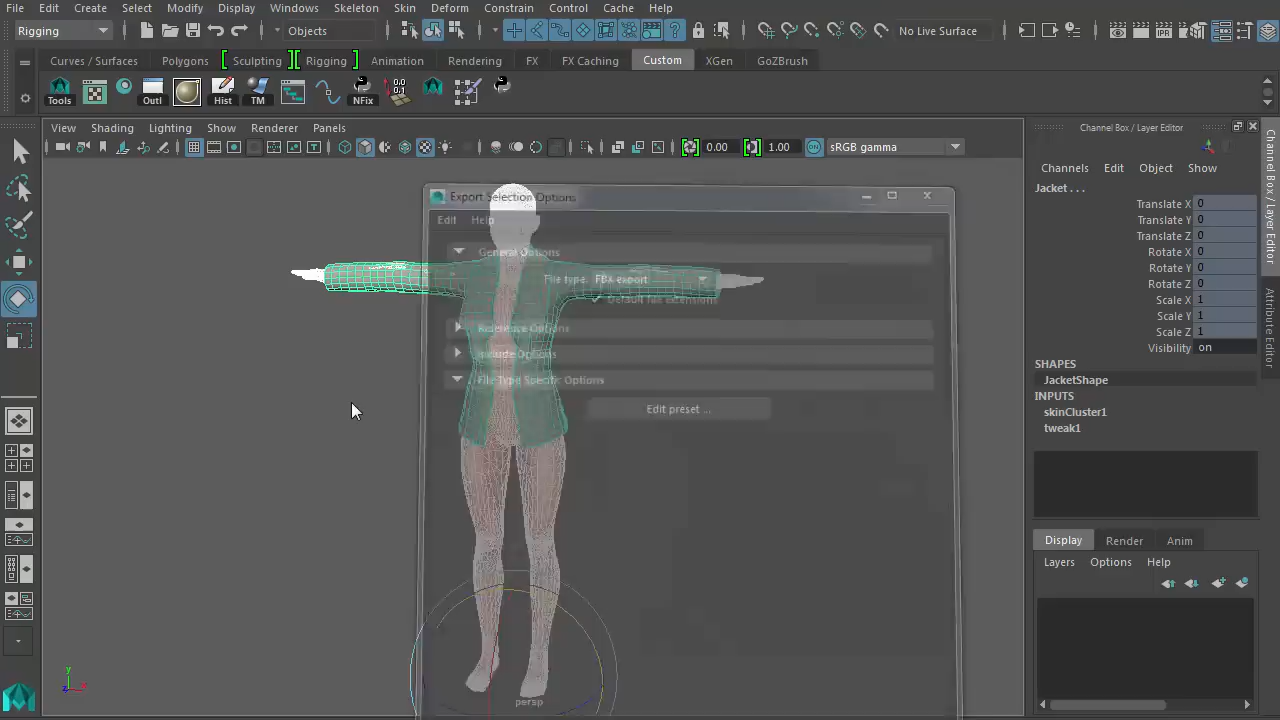 File Edit Create Select Modify Display Windows Skeleton Skin Deform Constrain Control Cache Help
Rigging Objects No Live Surface
Curves / Surfaces Polygons Sculpting Rigging Animation Rendering FX FX Caching Custom XGen GoZBrush
Tools Outl Hist TM NFix 0.0 0.1
View Shading Lighting Show Renderer Panels
0.00 1.00 ON sRGB gamma
Export Selection Options
Edit Help
General Options
File type: FBX export
Default file extensions
Reference Options
Include Options
File Type Specific Options
Edit preset ...
persp
y
z x
Channel Box / Layer Editor
Channels Edit Object Show
Jacket . . .
Translate X 0
Translate Y 0
Translate Z 0
Rotate X 0
Rotate Y 0
Rotate Z 0
Scale X 1
Scale Y 1
Scale Z 1
Visibility on
SHAPES
JacketShape
INPUTS
skinCluster1
tweak1
Display Render Anim
Layers Options Help
Channel Box / Layer Editor
Attribute Editor